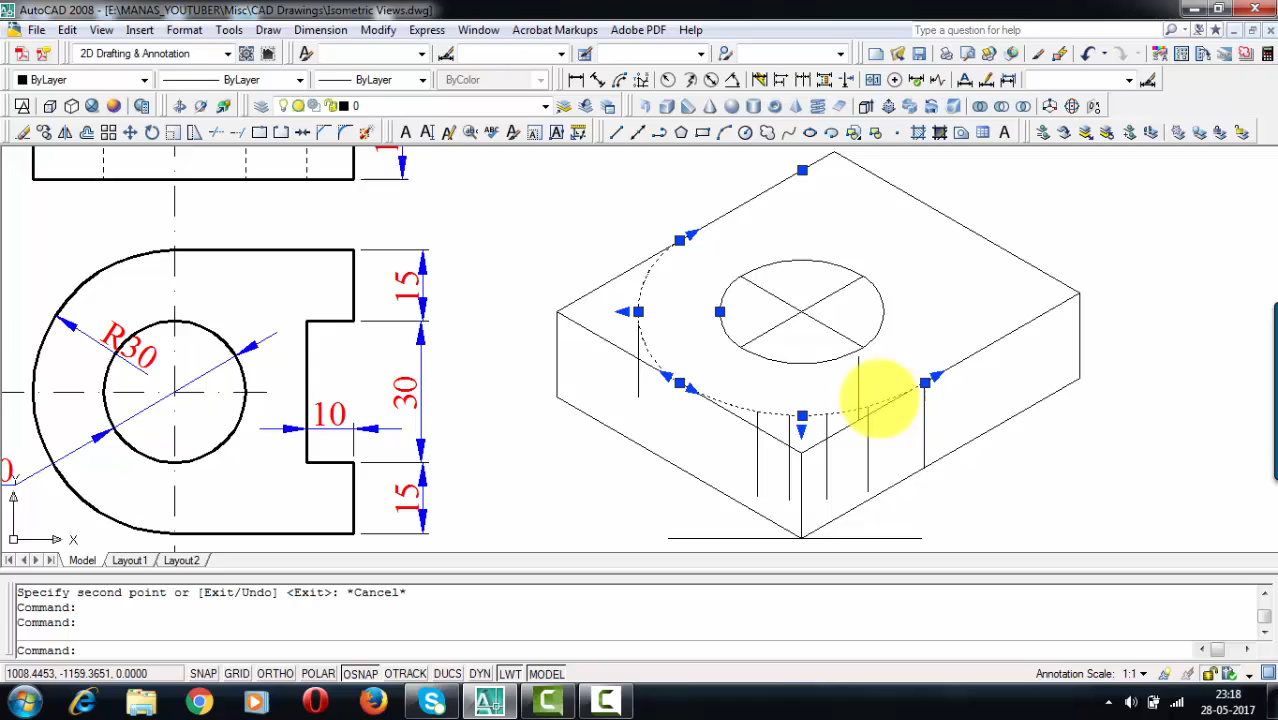 AutoCAD 2008 - [E:\MANAS_YOUTUBER\Misc\CAD Drawings\Isometric Views.dwg]
File Edit View Insert Format Tools Draw Dimension Modify Express Window Acrobat Markups Adobe PDF Help Type a question for help
2D Drafting & Annotation
ByLayer ByLayer ByLayer ByColor
0
R30
15
30
10
15
0
Y
X
Model Layout1 Layout2
Specify second point or [Exit/Undo] <Exit>: *Cancel*
Command:
Command:
Command:
1008.4453, -1159.3651, 0.0000 SNAP GRID ORTHO POLAR OSNAP OTRACK DUCS DYN LWT MODEL Annotation Scale: 1:1
23:18
28-05-2017